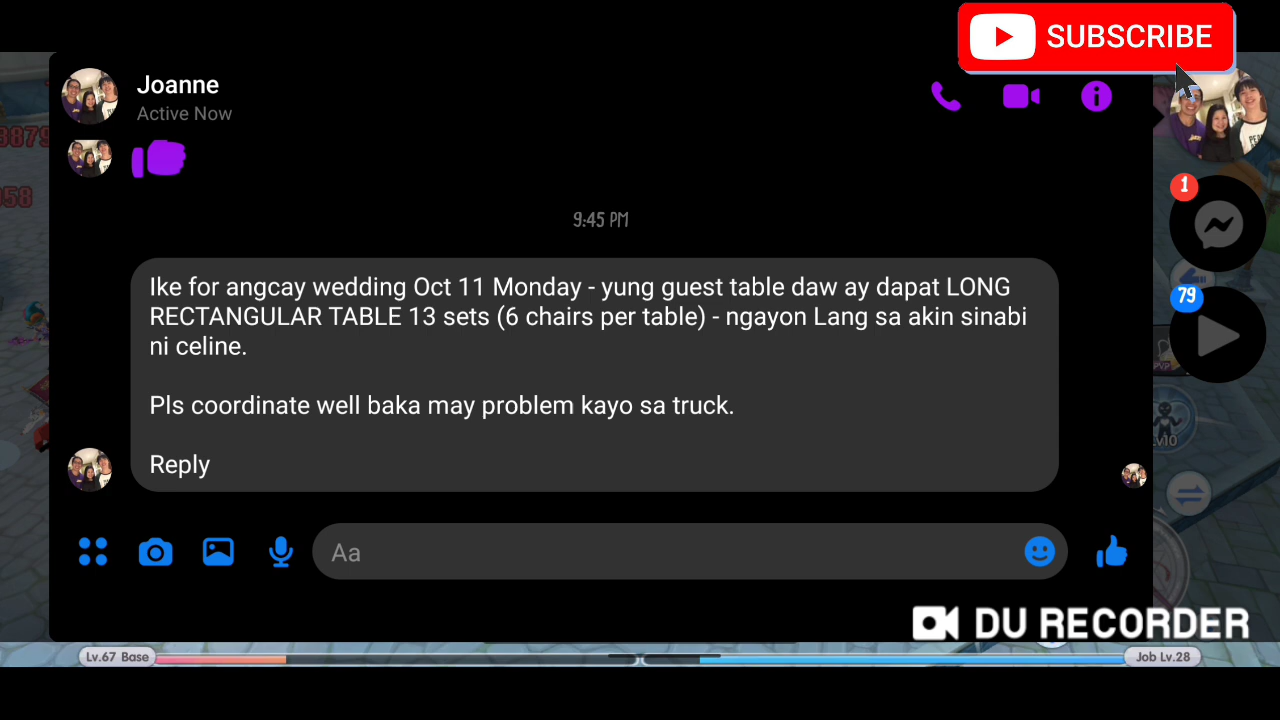 SUBSCRIBE
Joanne
Active Now
9:45 PM
Ike for angcay wedding Oct 11 Monday - yung guest table daw ay dapat LONG
RECTANGULAR TABLE 13 sets (6 chairs per table) - ngayon Lang sa akin sinabi
ni celine.
Pls coordinate well baka may problem kayo sa truck.
Reply
Aa
1
79
PVP
Lv10
DU RECORDER
Lv.67 Base
Job Lv.28